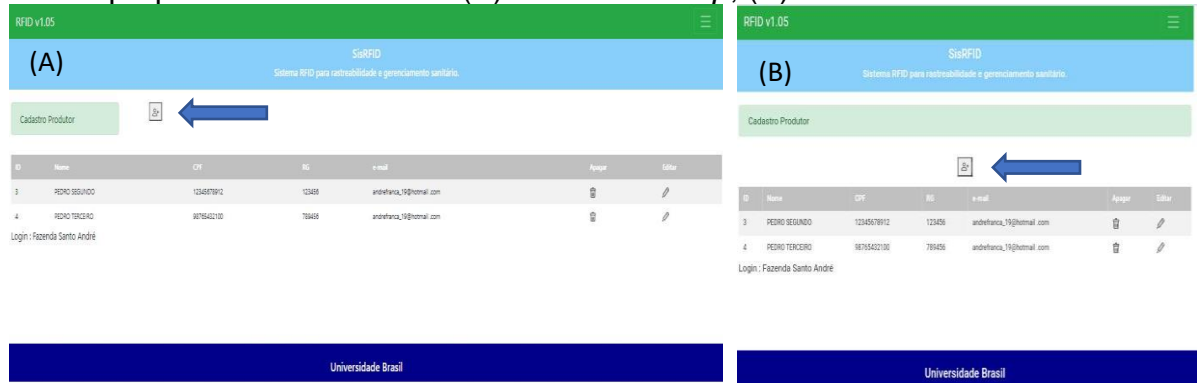 RFID v1.05
(A)
SisRFID
Sistema RFID para rastreabilidade e gerenciamento sanitário.
Cadastro Produtor
ID Nome CPF RG e-mail Apagar Editar
3 PEDRO SEGUNDO 12345678912 123456 andrefranca_19@hotmail.com
4 PEDRO TERCEIRO 98765432100 789456 andrefranca_19@hotmail.com
Login : Fazenda Santo André
Universidade Brasil
RFID v1.05
(B)
SisRFID
Sistema RFID para rastreabilidade e gerenciamento sanitário.
Cadastro Produtor
ID Nome CPF RG e-mail Apagar Editar
3 PEDRO SEGUNDO 12345678912 123456 andrefranca_19@hotmail.com
4 PEDRO TERCEIRO 98765432100 789456 andrefranca_19@hotmail.com
Login : Fazenda Santo André
Universidade Brasil